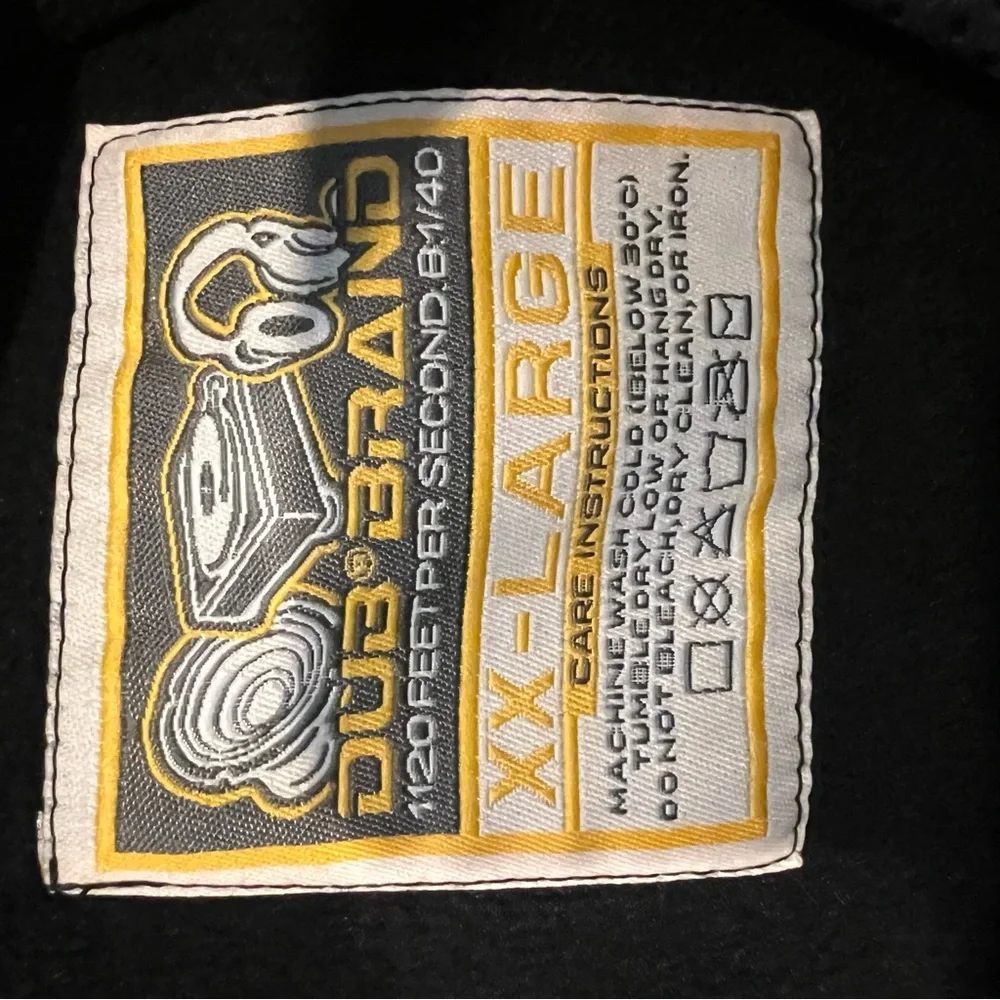 DUB® BRAND
1120 FEET PER SECOND.BM/40
XX-LARGE
CARE INSTRUCTIONS
MACHINE WASH COLD (BELOW 30°C)
TUMBLE DRY LOW OR HANG DRY.
DO NOT BLEACH, DRY CLEAN, OR IRON.